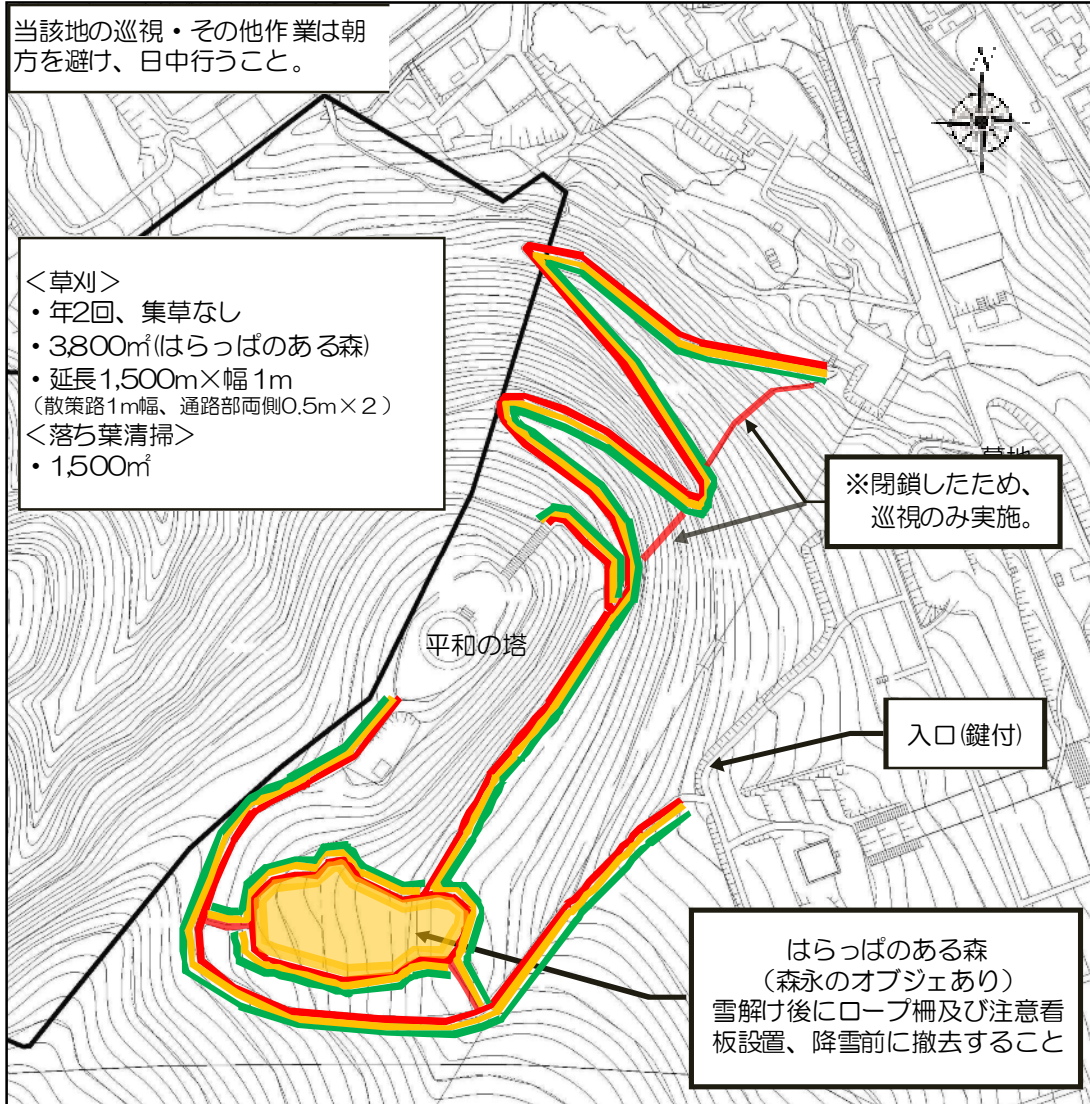 当該地の巡視・その他作業は朝
方を避け、日中行うこと。
N
<草刈>
・年2回、集草なし
・3,800㎡(はらっぱのある森)
・延長1,500m×幅1m
(散策路1m幅、通路部両側0.5m×2)
<落ち葉清掃>
・1,500㎡
墓地
※閉鎖したため、
巡視のみ実施。
平和の塔
入口(鍵付)
はらっぱのある森
(森永のオブジェあり)
雪解け後にロープ柵及び注意看
板設置、降雪前に撤去すること